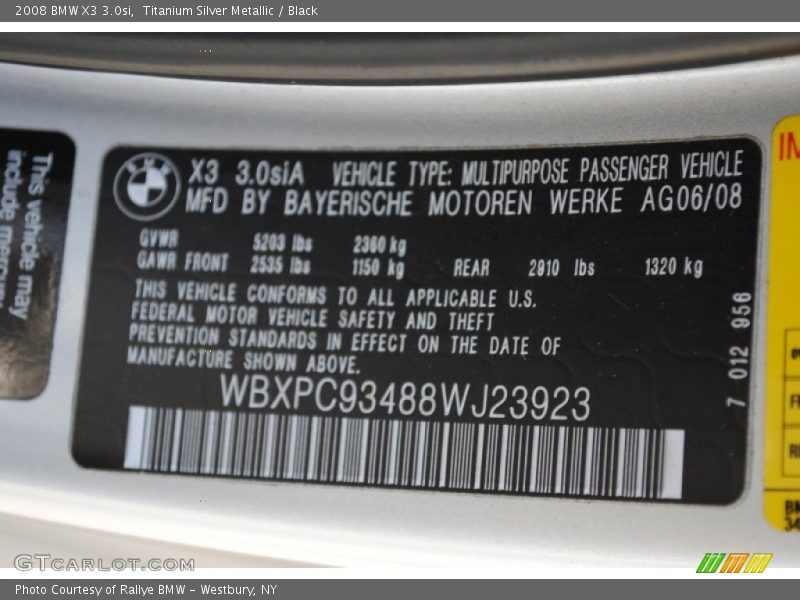 2008 BMW X3 3.0si, Titanium Silver Metallic / Black
This vehicle may
include mercury
X3 3.0siA VEHICLE TYPE: MULTIPURPOSE PASSENGER VEHICLE
MFD BY BAYERISCHE MOTOREN WERKE AG06/08
GVWR 5203 lbs 2360 kg
GAWR FRONT 2535 lbs 1150 kg REAR 2910 lbs 1320 kg
THIS VEHICLE CONFORMS TO ALL APPLICABLE U.S.
FEDERAL MOTOR VEHICLE SAFETY AND THEFT
PREVENTION STANDARDS IN EFFECT ON THE DATE OF
MANUFACTURE SHOWN ABOVE.
WBXPC93488WJ23923
7 012 956
IM
GTCARLOT.COM
Photo Courtesy of Rallye BMW - Westbury, NY